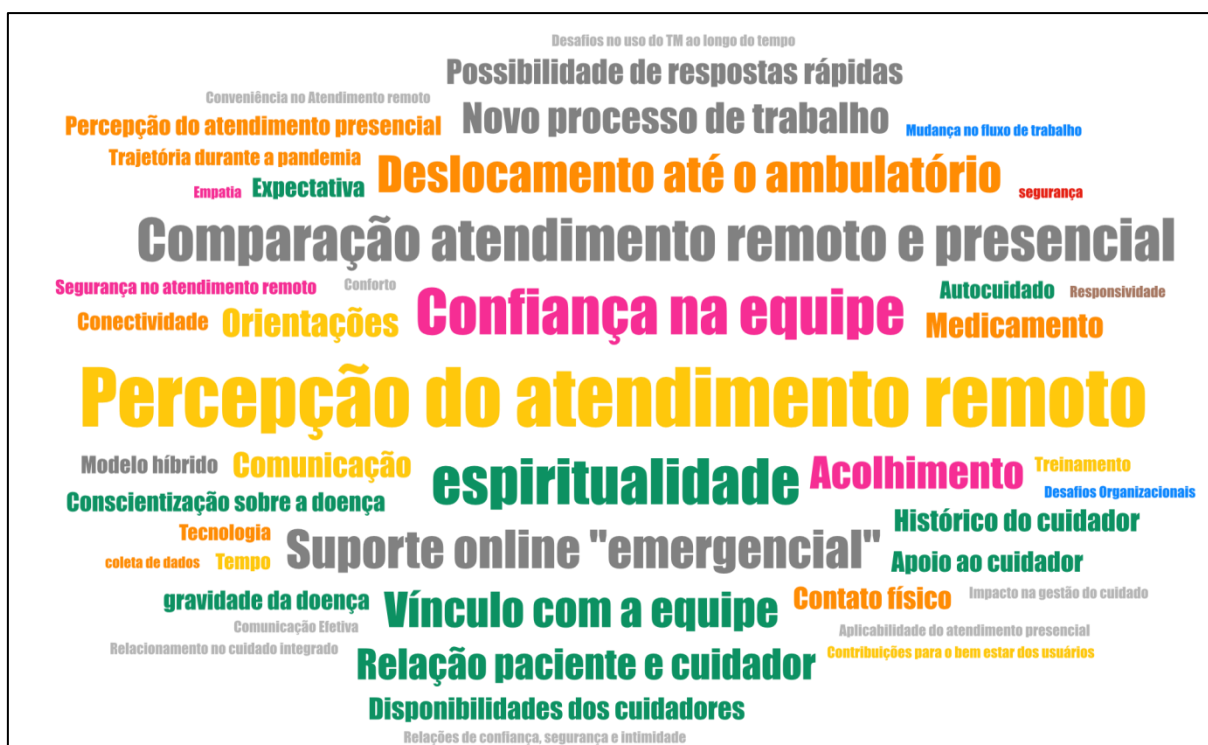 Desafios no uso do TM ao longo do tempo
Possibilidade de respostas rápidas
Conveniência no Atendimento remoto
Percepção do atendimento presencial
Novo processo de trabalho
Mudança no fluxo de trabalho
Trajetória durante a pandemia
Deslocamento até o ambulatório
Empatia
Expectativa
segurança
Comparação atendimento remoto e presencial
Segurança no atendimento remoto
Conforto
Confiança na equipe
Autocuidado
Responsividade
Conectividade
Orientações
Medicamento
Percepção do atendimento remoto
Modelo híbrido
Comunicação
espiritualidade
Acolhimento
Treinamento
Desafios Organizacionais
Conscientização sobre a doença
Tecnologia
Suporte online "emergencial"
Histórico do cuidador
coleta de dados
Tempo
Apoio ao cuidador
gravidade da doença
Vínculo com a equipe
Contato físico
Impacto na gestão do cuidado
Comunicação Efetiva
Aplicabilidade do atendimento presencial
Relacionamento no cuidado integrado
Relação paciente e cuidador
Contribuições para o bem estar dos usuários
Disponibilidades dos cuidadores
Relações de confiança, segurança e intimidade